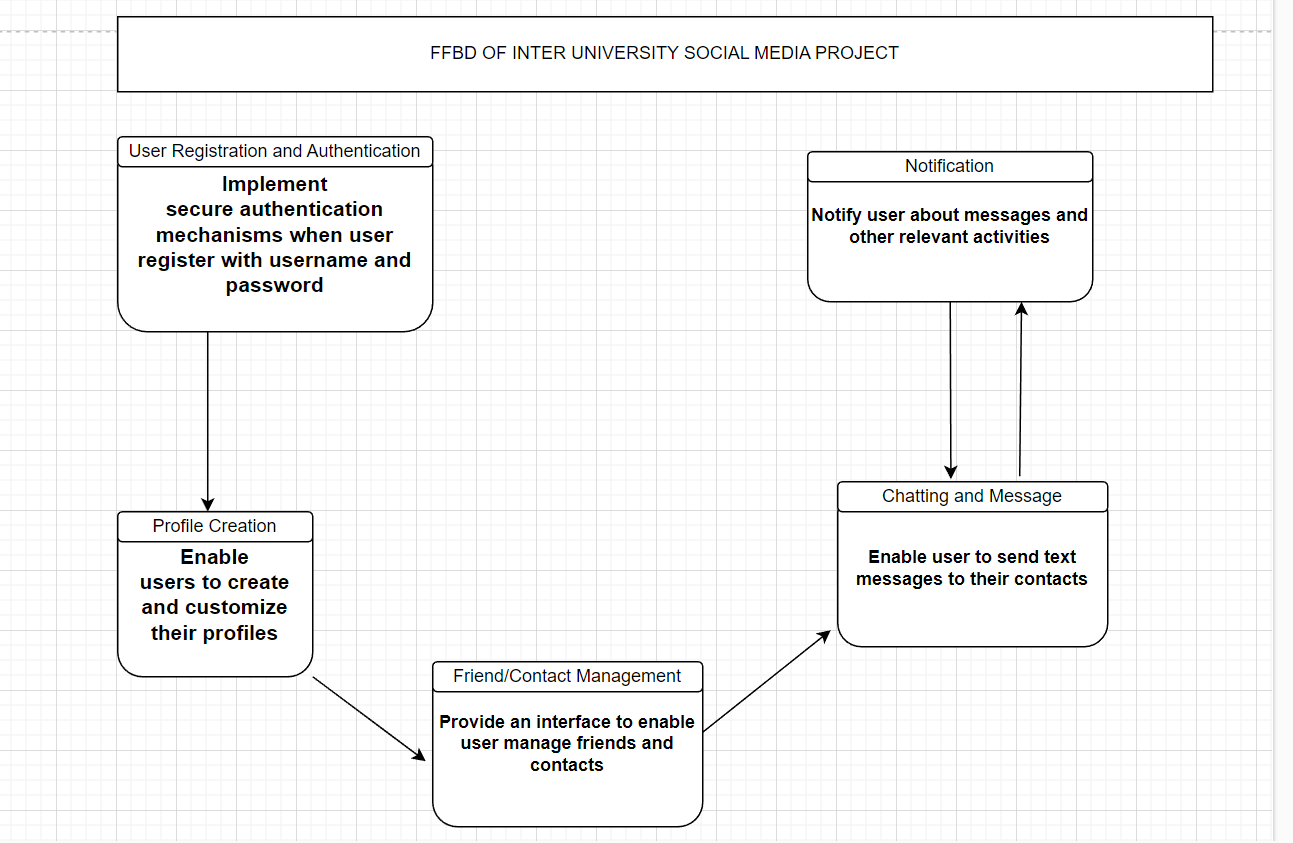 FFBD OF INTER UNIVERSITY SOCIAL MEDIA PROJECT
User Registration and Authentication
Implement
secure authentication
mechanisms when user
register with username and
password
Notification
Notify user about messages and
other relevant activities
Profile Creation
Enable
users to create
and customize
their profiles
Friend/Contact Management
Provide an interface to enable
user manage friends and
contacts
Chatting and Message
Enable user to send text
messages to their contacts